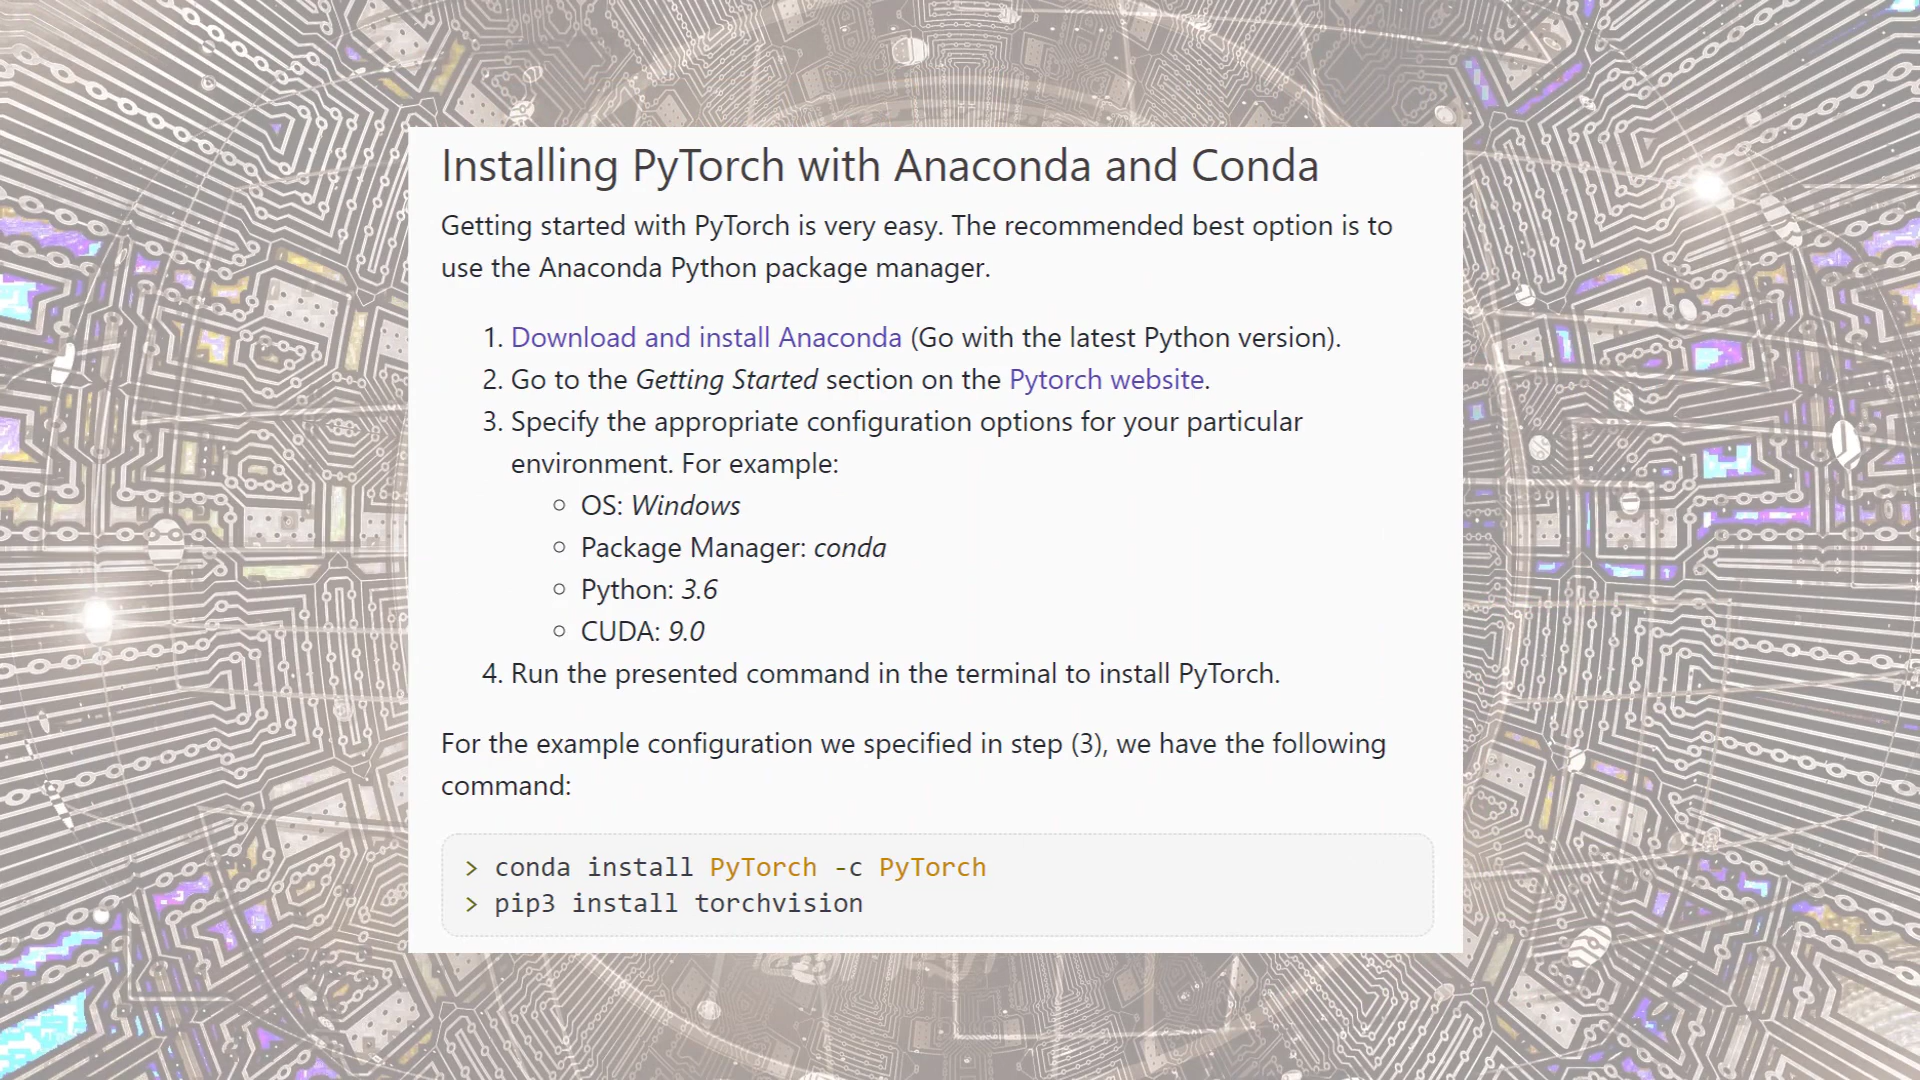 Installing PyTorch with Anaconda and Conda
Getting started with PyTorch is very easy. The recommended best option is to
use the Anaconda Python package manager.
1. Download and install Anaconda (Go with the latest Python version).
2. Go to the Getting Started section on the Pytorch website.
3. Specify the appropriate configuration options for your particular
environment. For example:
○ OS: Windows
○ Package Manager: conda
○ Python: 3.6
○ CUDA: 9.0
4. Run the presented command in the terminal to install PyTorch.
For the example configuration we specified in step (3), we have the following
command:
> conda install PyTorch -c PyTorch
> pip3 install torchvision